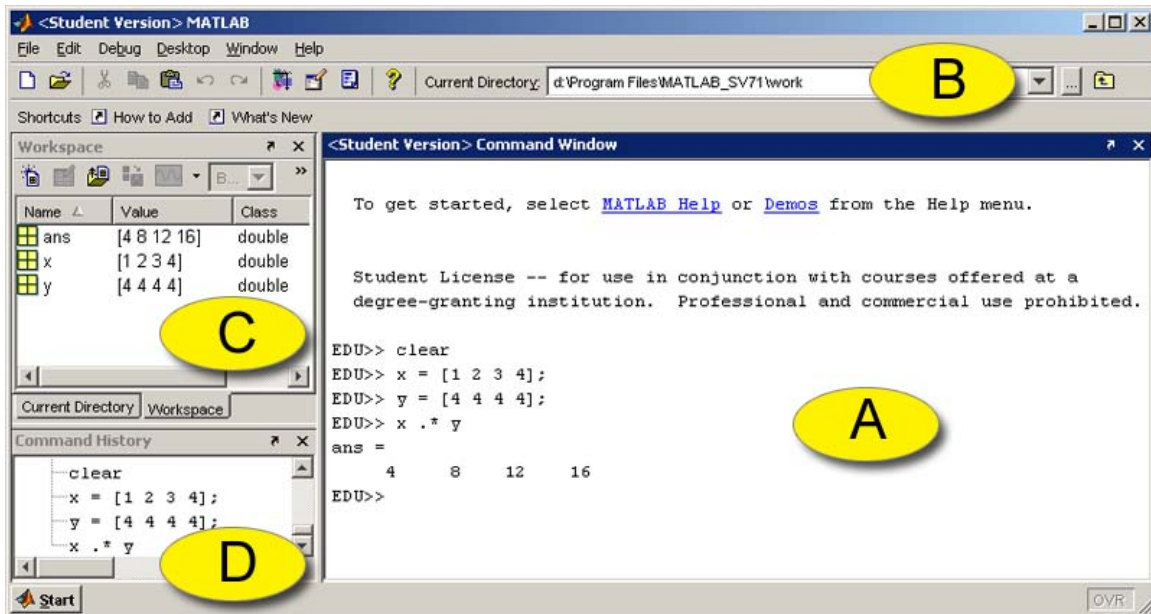 <Student Version> MATLAB
File Edit Debug Desktop Window Help
Current Directory: d:\Program Files\MATLAB_SV71\work
B
...
Shortcuts How to Add What's New
Workspace
B...
»
Name Value Class
ans [4 8 12 16] double
x [1 2 3 4] double
y [4 4 4 4] double
C
Current Directory Workspace
Command History
clear
x = [1 2 3 4];
y = [4 4 4 4];
x .* y
D
<Student Version> Command Window
To get started, select MATLAB Help or Demos from the Help menu.
Student License -- for use in conjunction with courses offered at a
degree-granting institution. Professional and commercial use prohibited.
EDU>> clear
EDU>> x = [1 2 3 4];
EDU>> y = [4 4 4 4];
EDU>> x .* y
ans =
4 8 12 16
EDU>>
A
Start
OVR